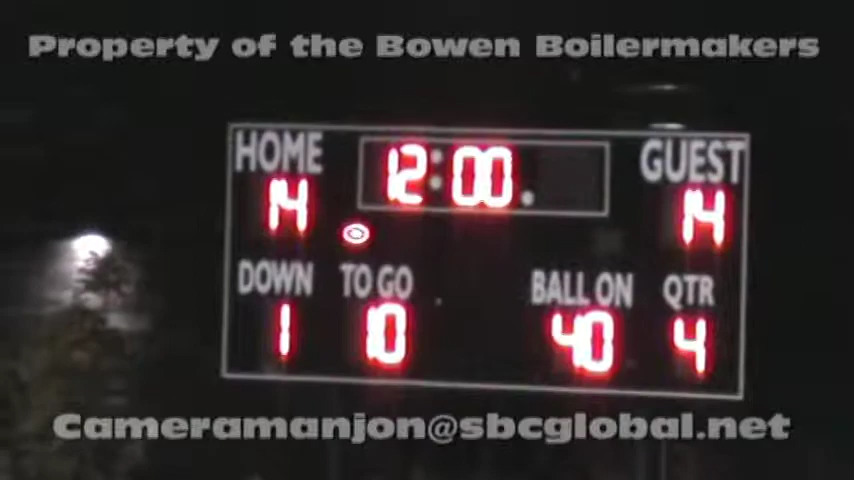 Property of the Bowen Boilermakers
HOME 12:00 GUEST
14 14
DOWN TO GO BALL ON QTR
1 10 40 4
Cameramanjon@sbcglobal.net